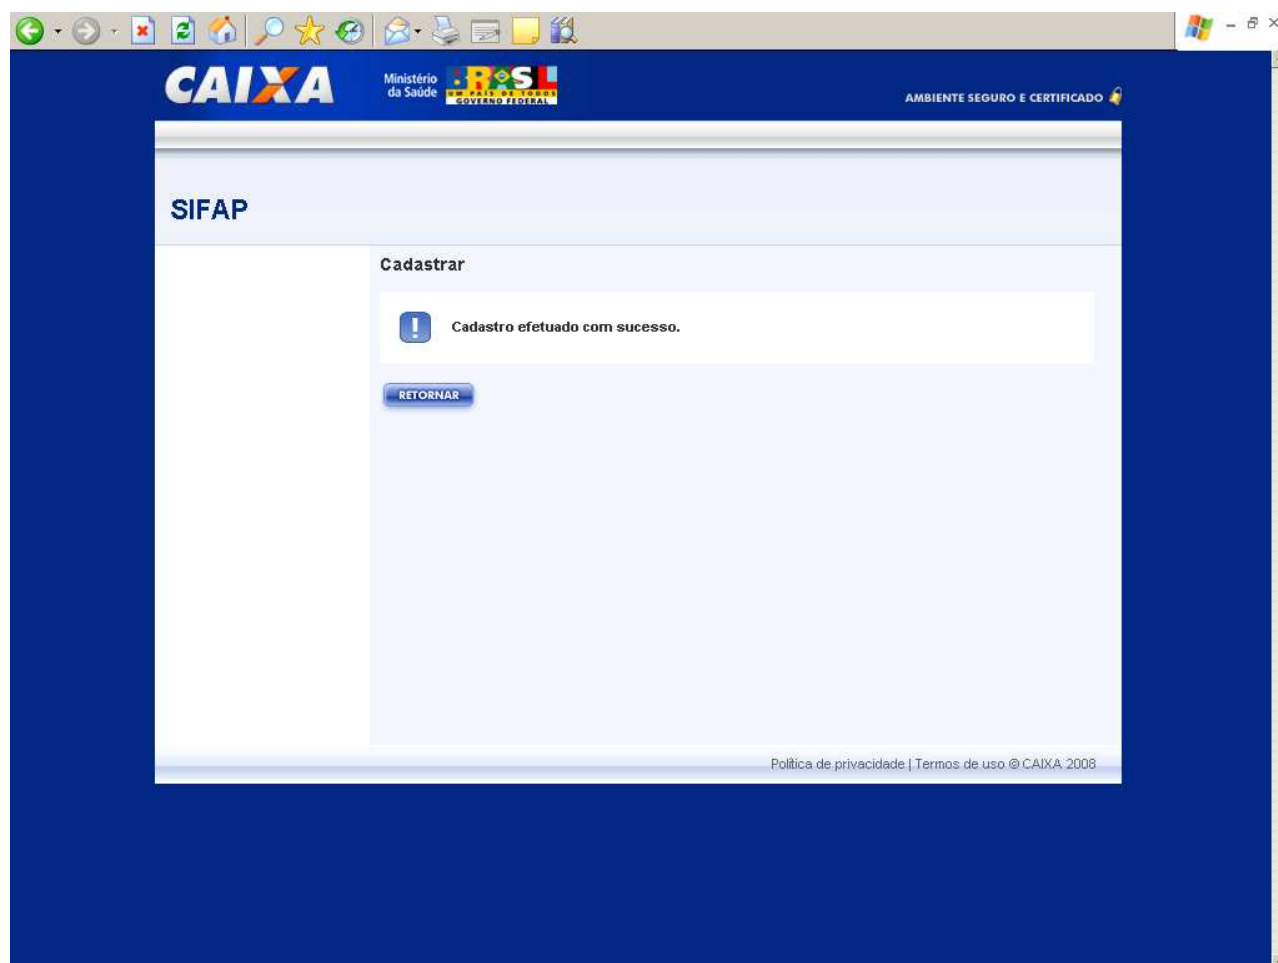 CAIXA
Ministério
da Saúde
BRASIL
UM PAÍS DE TODOS
GOVERNO FEDERAL
AMBIENTE SEGURO E CERTIFICADO
SIFAP
Cadastrar
Cadastro efetuado com sucesso.
RETORNAR
Política de privacidade | Termos de uso © CAIXA 2008